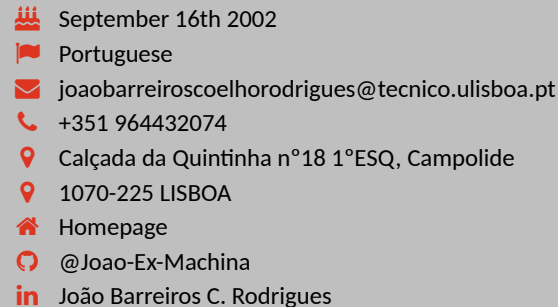 September 16th 2002
Portuguese
joaobarreiroscoelhorodrigues@tecnico.ulisboa.pt
+351 964432074
Calçada da Quintinha nº18 1ºESQ, Campolide
1070-225 LISBOA
Homepage
@Joao-Ex-Machina
in João Barreiros C. Rodrigues